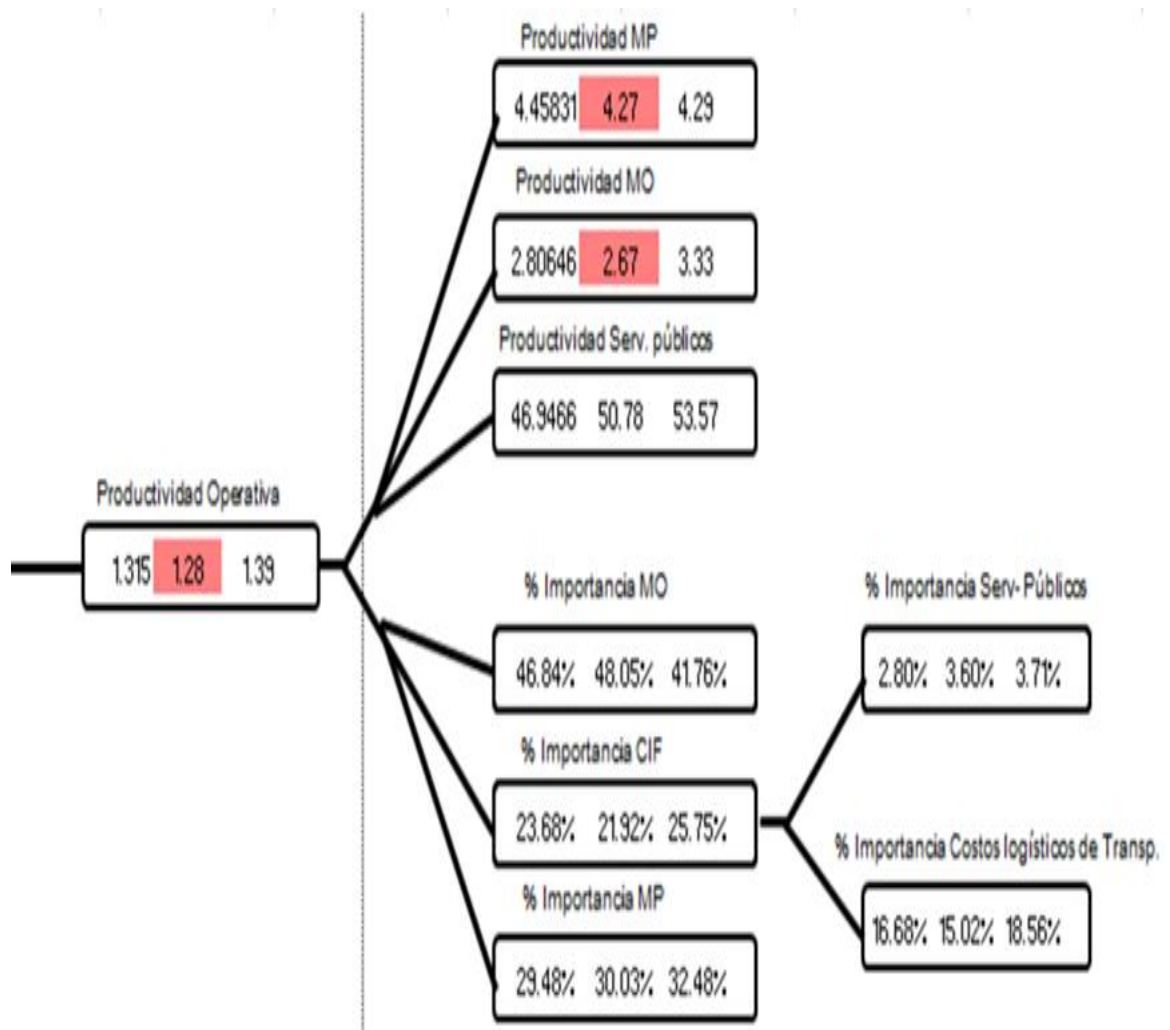 Productividad MP
4.45831 4.27 4.29
Productividad MO
2.80646 2.67 3.33
Productividad Serv. públicos
46.9466 50.78 53.57
Productividad Operativa
1.315 1.28 1.39
% Importancia MO
46.84% 48.05% 41.76%
% Importancia Serv- Públicos
2.80% 3.60% 3.71%
% Importancia CIF
23.68% 21.92% 25.75%
% Importancia Costos logísticos de Transp.
16.68% 15.02% 18.56%
% Importancia MP
29.48% 30.03% 32.48%